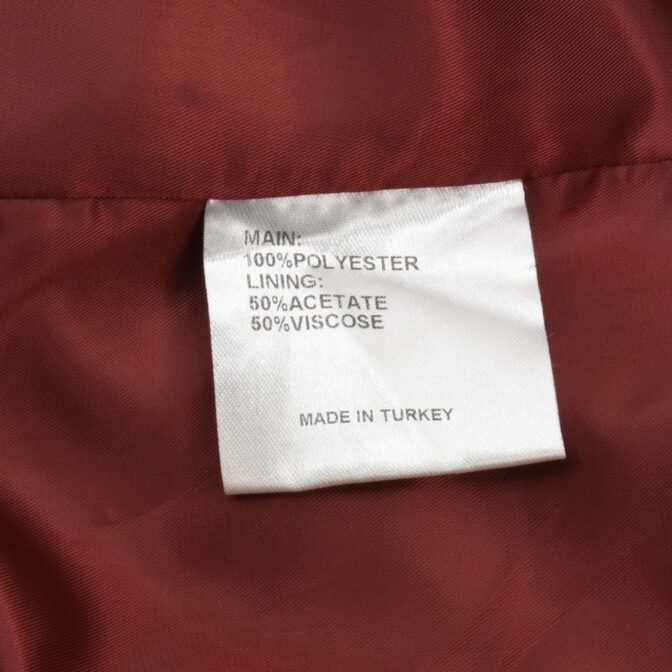 MAIN:
100%POLYESTER
LINING:
50%ACETATE
50%VISCOSE
MADE IN TURKEY